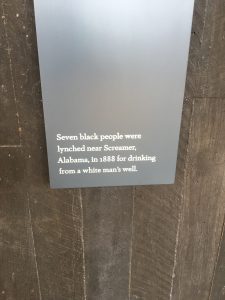 Seven black people were
lynched near Screamer,
Alabama, in 1888 for drinking
from a white man's well.